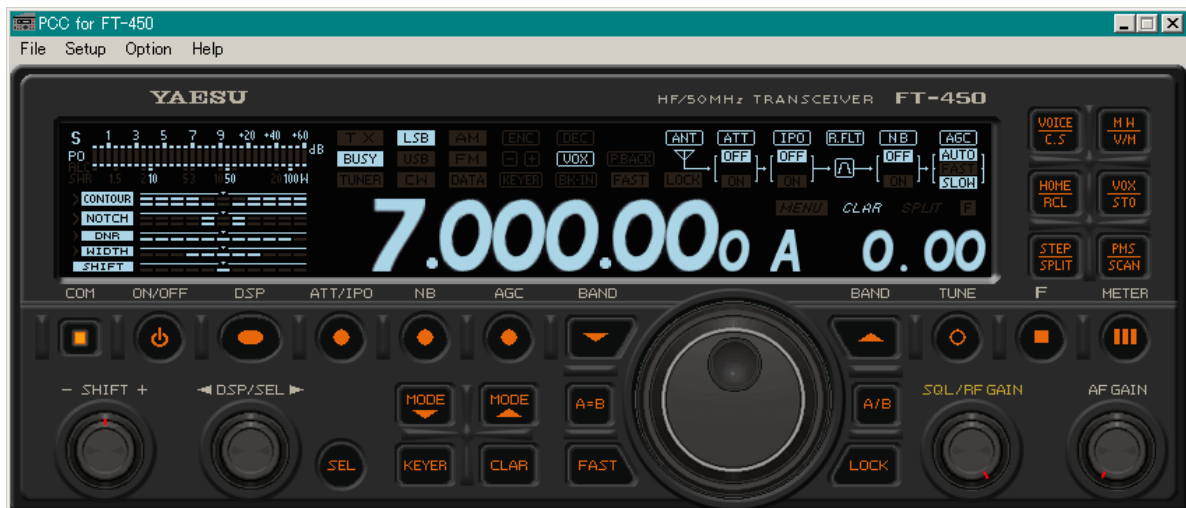 PCC for FT-450
File Setup Option Help
YAESU
HF/50MHz TRANSCEIVER FT-450
S 1 3 5 7 9 +20 +40 +60 dB
PO
ALC
SWR 1.5 2 10 3 10 50 20 100W
TX LSB AM ENC DEC
BUSY USB FM - + VOX P.BACK
TUNER CW DATA KEYER BK-IN FAST LOCK
ANT ATT IPO R.FLT NB AGC
OFF OFF OFF AUTO
FAST
ON ON ON SLOW
CONTOUR
NOTCH
DNR
WIDTH
SHIFT
MENU CLAR SPLIT F
7.000.000 A 0.00
VOICE C.S
MW V/M
HOME RCL
VOX STO
STEP SPLIT
PMS SCAN
COM ON/OFF DSP ATT/IPO NB AGC BAND BAND TUNE F METER
− SHIFT +
◄ DSP/SEL ►
MODE MODE A=B A/B
SQL/RF GAIN AF GAIN
SEL KEYER CLAR FAST LOCK